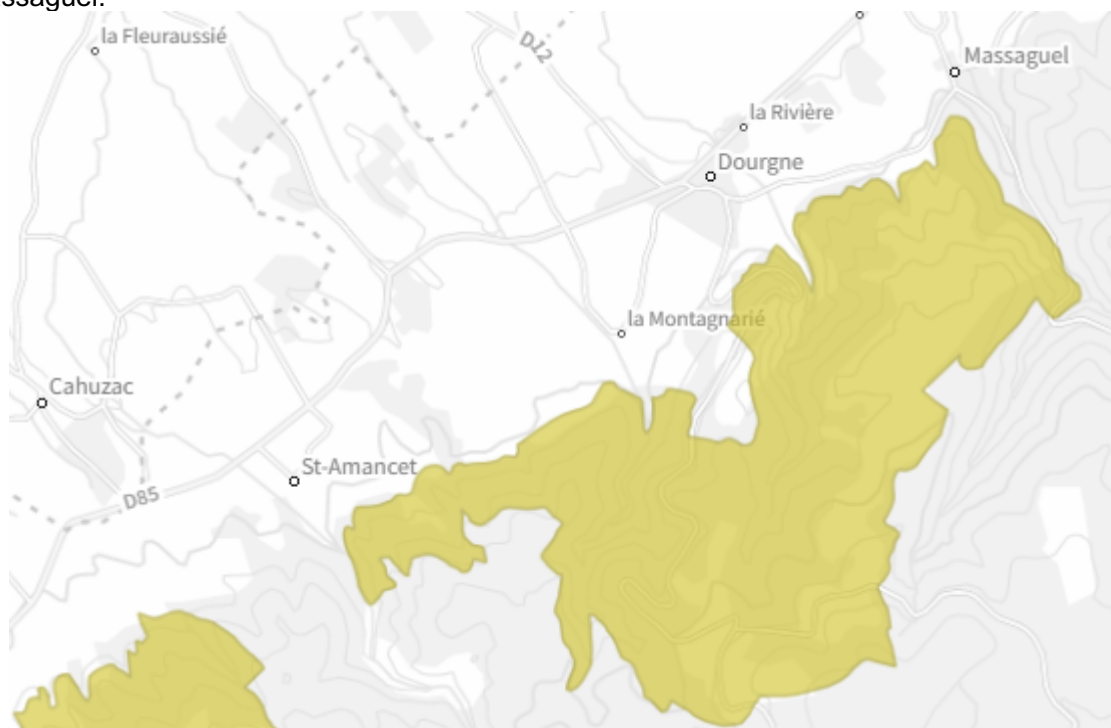 ssaguel.
la Fleuraussié
D12
Massaguel
la Rivière
Dourgne
la Montagnarié
Cahuzac
St-Amancet
D85